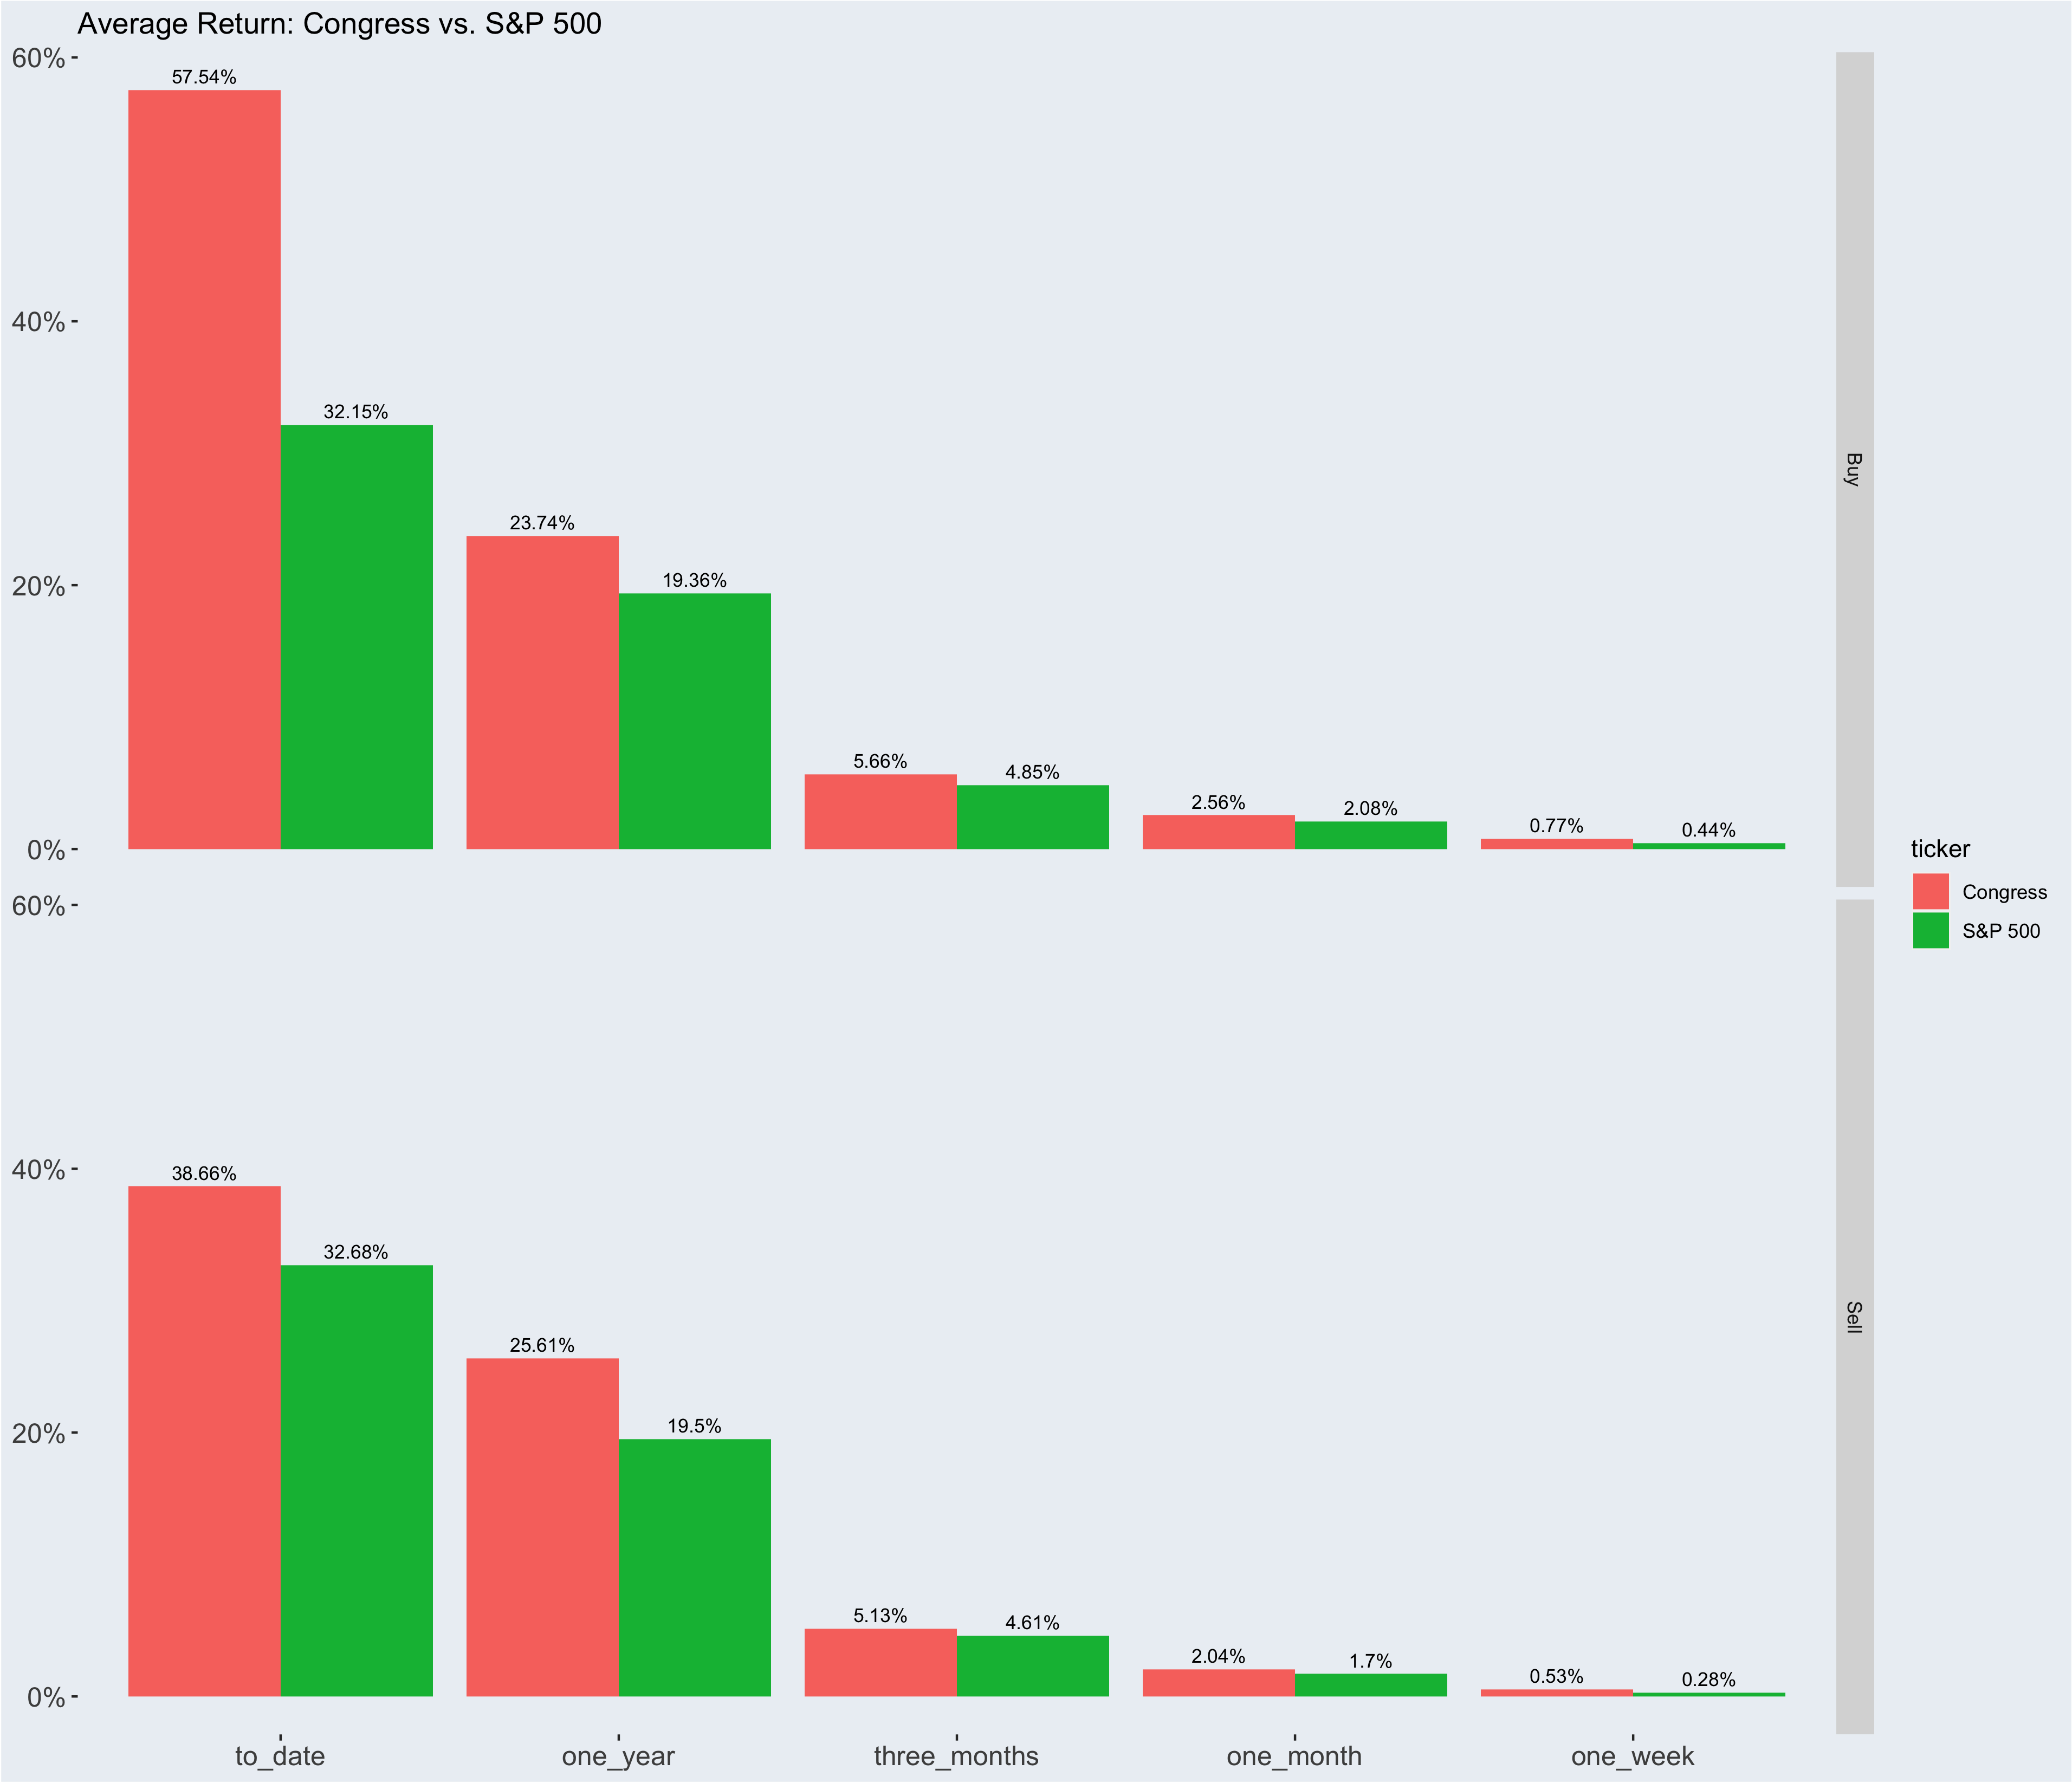 Average Return: Congress vs. S&P 500
60%
57.54%
40%
32.15%
23.74%
20%
19.36%
5.66%
4.85%
2.56%
2.08%
0.77%
0.44%
0%
Buy
60%
40%
38.66%
32.68%
25.61%
20%
19.5%
5.13%
4.61%
2.04%
1.7%
0.53%
0.28%
0%
Sell
to_date
one_year
three_months
one_month
one_week
ticker
Congress
S&P 500